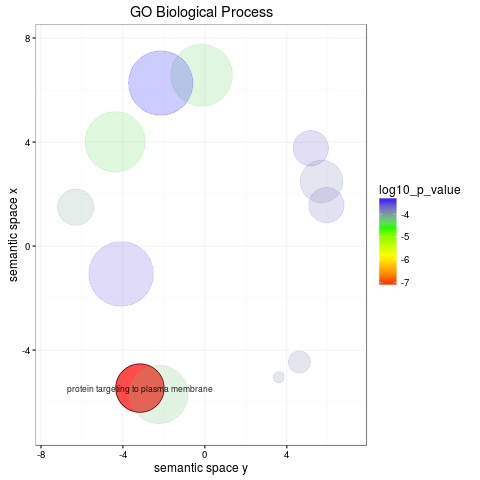 GO Biological Process
8
4
0
-4
semantic space x
protein targeting to plasma membrane
-8
-4
0
4
semantic space y
log10_p_value
-4
-5
-6
-7